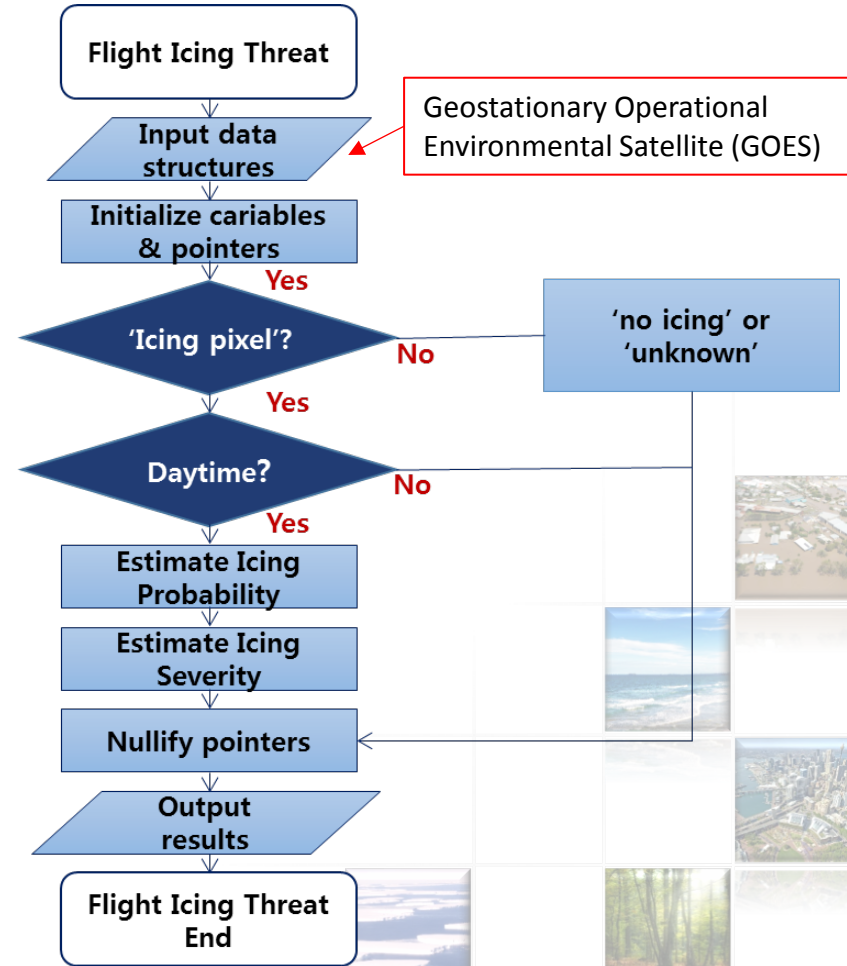 Flight Icing Threat
Geostationary Operational
Environmental Satellite (GOES)
Input data
structures
Initialize cariables
& pointers
Yes
‘Icing pixel’?
No
‘no icing’ or
‘unknown’
Yes
Daytime?
No
Yes
Estimate Icing
Probability
Estimate Icing
Severity
Nullify pointers
Output
results
Flight Icing Threat
End